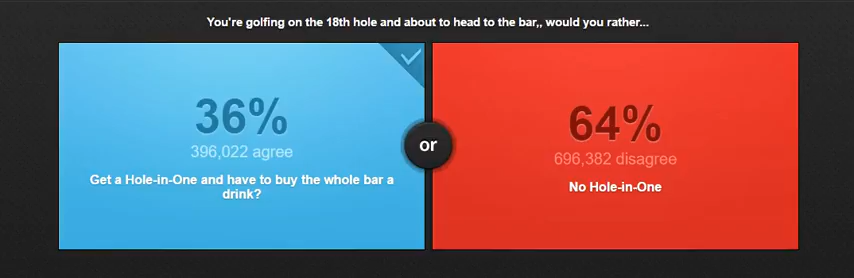 You're golfing on the 18th hole and about to head to the bar,, would you rather...
36%
396,022 agree
Get a Hole-in-One and have to buy the whole bar a
drink?
or
64%
696,382 disagree
No Hole-in-One